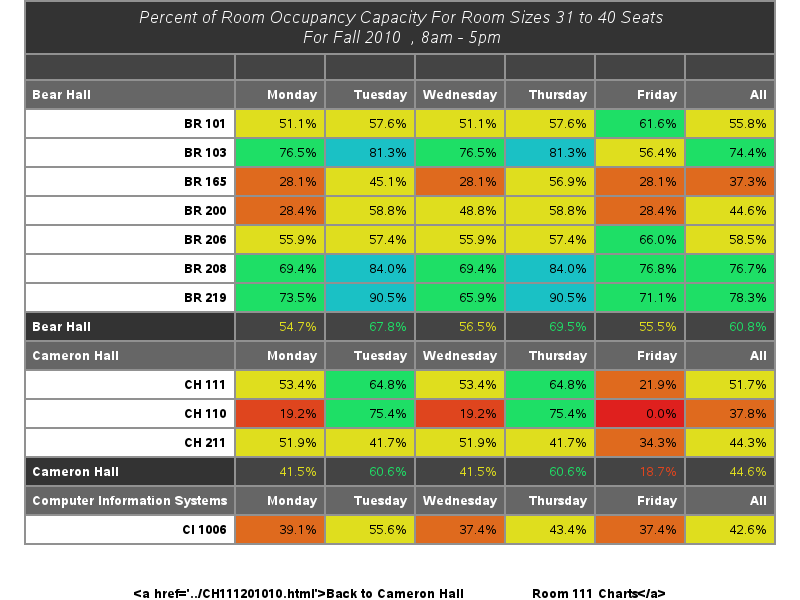 Percent of Room Occupancy Capacity For Room Sizes 31 to 40 Seats
For Fall 2010 , 8am - 5pm
Bear Hall Monday Tuesday Wednesday Thursday Friday All
BR 101 51.1% 57.6% 51.1% 57.6% 61.6% 55.8%
BR 103 76.5% 81.3% 76.5% 81.3% 56.4% 74.4%
BR 165 28.1% 45.1% 28.1% 56.9% 28.1% 37.3%
BR 200 28.4% 58.8% 48.8% 58.8% 28.4% 44.6%
BR 206 55.9% 57.4% 55.9% 57.4% 66.0% 58.5%
BR 208 69.4% 84.0% 69.4% 84.0% 76.8% 76.7%
BR 219 73.5% 90.5% 65.9% 90.5% 71.1% 78.3%
Bear Hall 54.7% 67.8% 56.5% 69.5% 55.5% 60.8%
Cameron Hall Monday Tuesday Wednesday Thursday Friday All
CH 111 53.4% 64.8% 53.4% 64.8% 21.9% 51.7%
CH 110 19.2% 75.4% 19.2% 75.4% 0.0% 37.8%
CH 211 51.9% 41.7% 51.9% 41.7% 34.3% 44.3%
Cameron Hall 41.5% 60.6% 41.5% 60.6% 18.7% 44.6%
Computer Information Systems Monday Tuesday Wednesday Thursday Friday All
CI 1006 39.1% 55.6% 37.4% 43.4% 37.4% 42.6%
<a href='../CH111201010.html'>Back to Cameron Hall Room 111 Charts</a>